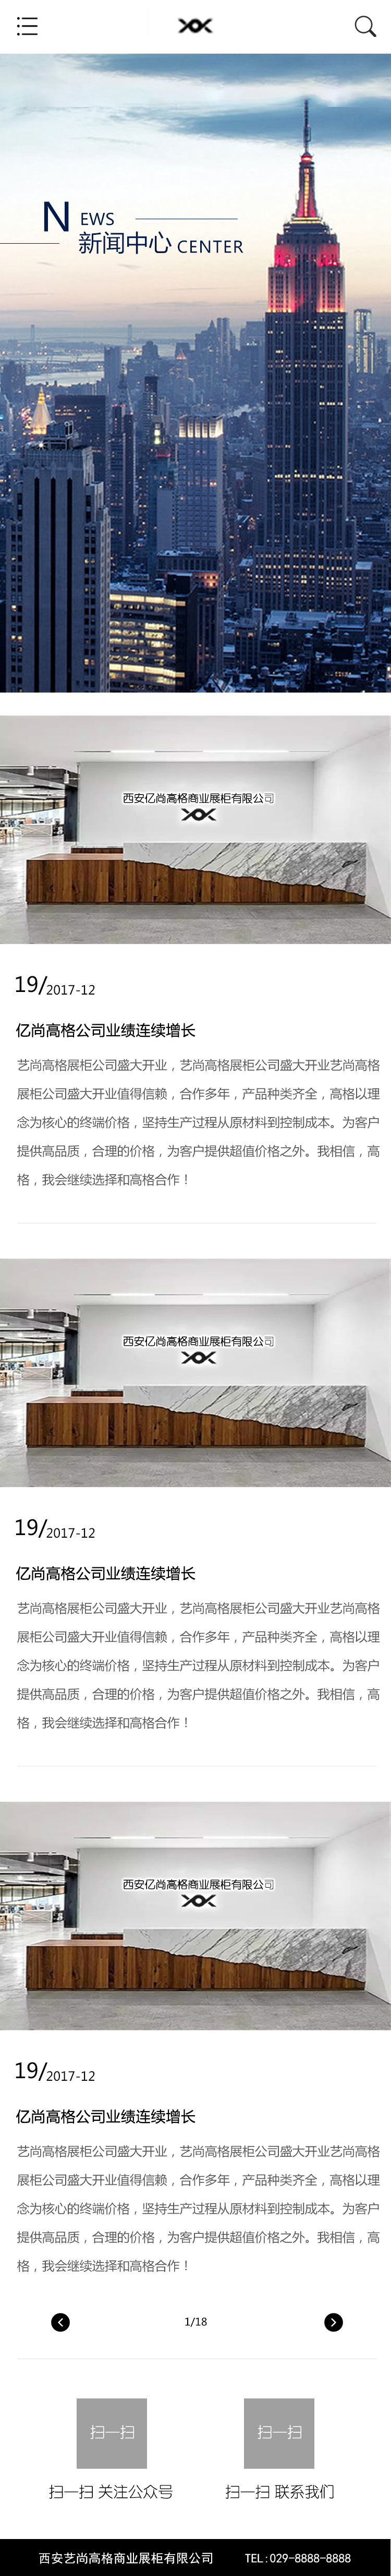 NEWS
新闻中心 CENTER
西安亿尚高格商业展柜有限公司
19/2017-12
亿尚高格公司业绩连续增长
艺尚高格展柜公司盛大开业，艺尚高格展柜公司盛大开业艺尚高格
展柜公司盛大开业值得信赖，合作多年，产品种类齐全，高格以理
念为核心的终端价格，坚持生产过程从原材料到控制成本。为客户
提供高品质，合理的价格，为客户提供超值价格之外。我相信，高
格，我会继续选择和高格合作！
西安亿尚高格商业展柜有限公司
19/2017-12
亿尚高格公司业绩连续增长
艺尚高格展柜公司盛大开业，艺尚高格展柜公司盛大开业艺尚高格
展柜公司盛大开业值得信赖，合作多年，产品种类齐全，高格以理
念为核心的终端价格，坚持生产过程从原材料到控制成本。为客户
提供高品质，合理的价格，为客户提供超值价格之外。我相信，高
格，我会继续选择和高格合作！
西安亿尚高格商业展柜有限公司
19/2017-12
亿尚高格公司业绩连续增长
艺尚高格展柜公司盛大开业，艺尚高格展柜公司盛大开业艺尚高格
展柜公司盛大开业值得信赖，合作多年，产品种类齐全，高格以理
念为核心的终端价格，坚持生产过程从原材料到控制成本。为客户
提供高品质，合理的价格，为客户提供超值价格之外。我相信，高
格，我会继续选择和高格合作！
1/18
扫一扫 扫一扫
扫一扫 关注公众号 扫一扫 联系我们
西安艺尚高格商业展柜有限公司 TEL:029-8888-8888